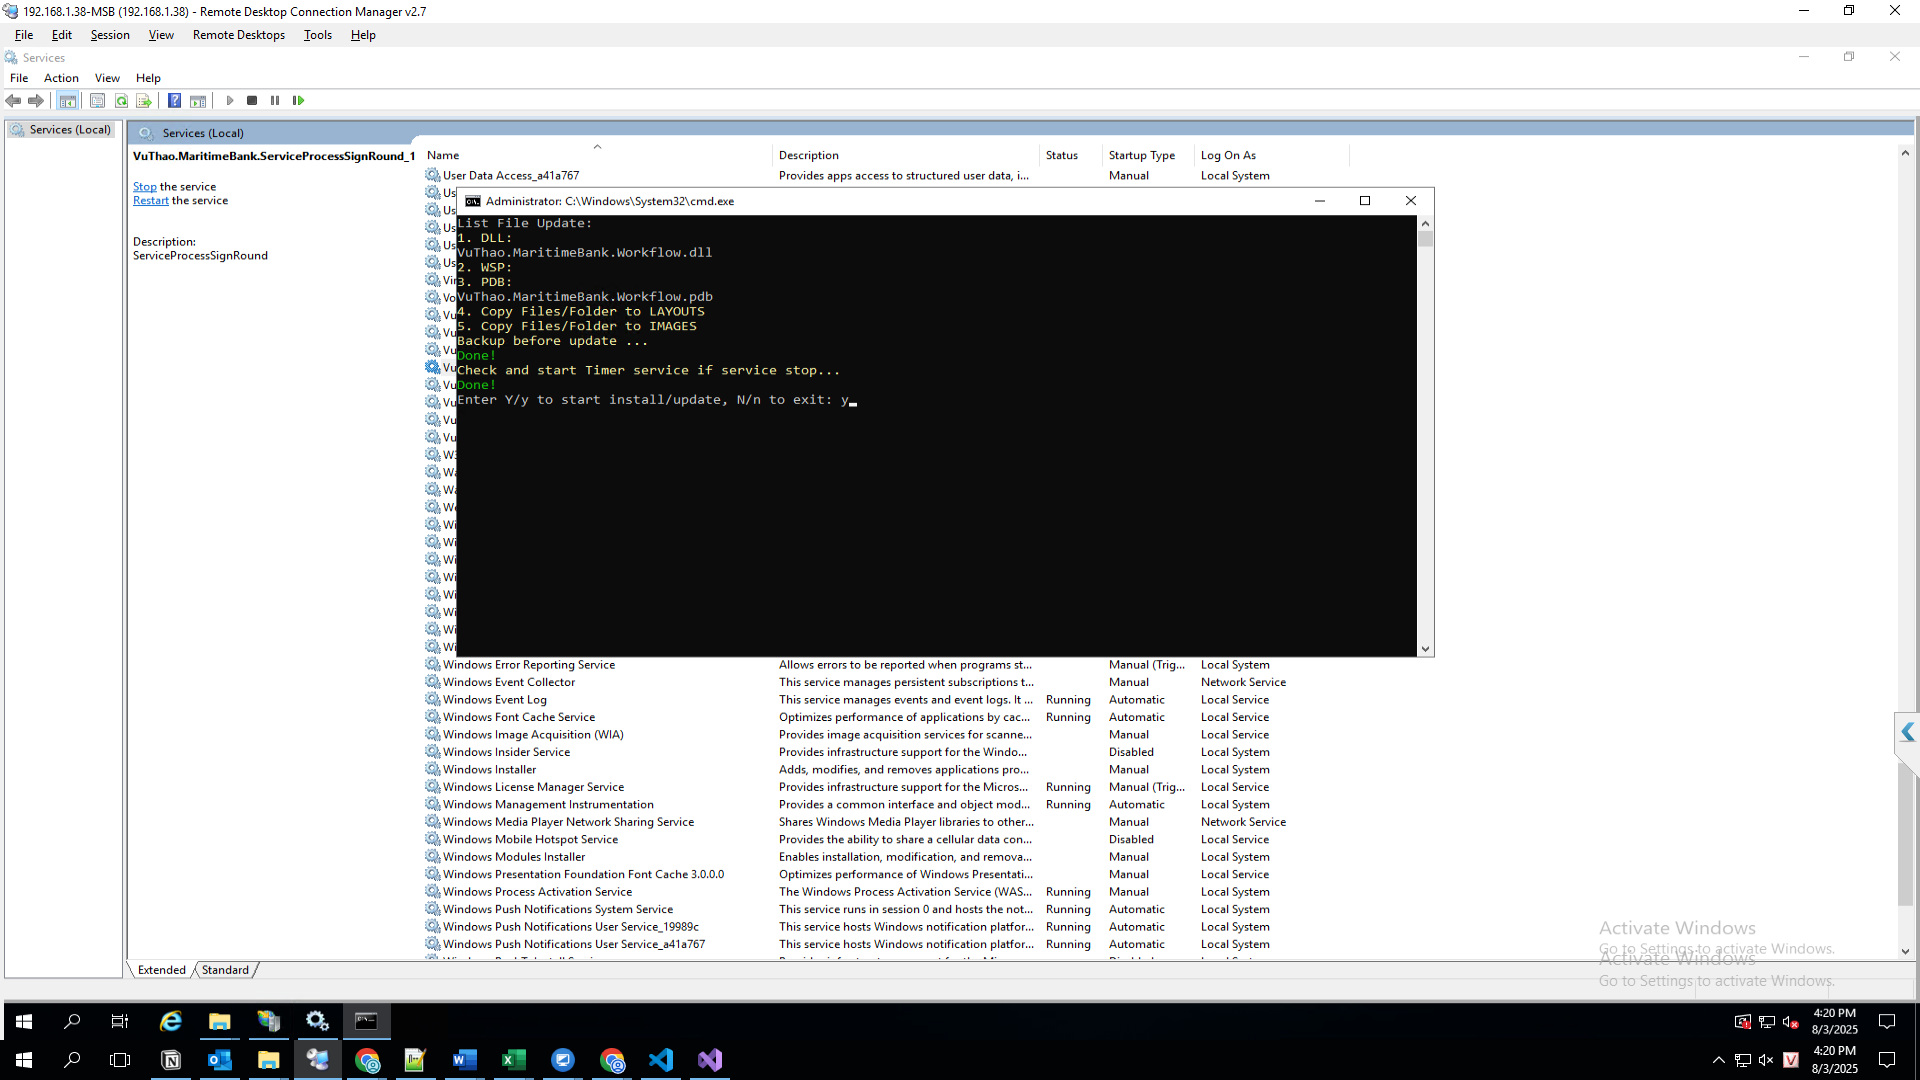 192.168.1.38-MSB (192.168.1.38) - Remote Desktop Connection Manager v2.7
File Edit Session View Remote Desktops Tools Help
Services
File Action View Help
Services (Local)
Services (Local)
VuThao.MaritimeBank.ServiceProcessSignRound_1
Stop the service
Restart the service
Description:
ServiceProcessSignRound
Name Description Status Startup Type Log On As
User Data Access_a41a767 Provides apps access to structured user data, i... Manual Local System
Administrator: C:\Windows\System32\cmd.exe
List File Update:
1. DLL:
VuThao.MaritimeBank.Workflow.dll
2. WSP:
3. PDB:
VuThao.MaritimeBank.Workflow.pdb
4. Copy Files/Folder to LAYOUTS
5. Copy Files/Folder to IMAGES
Backup before update ...
Done!
Check and start Timer service if service stop...
Done!
Enter Y/y to start install/update, N/n to exit: y
Windows Error Reporting Service Allows errors to be reported when programs st... Manual (Trig... Local System
Windows Event Collector This service manages persistent subscriptions t... Manual Network Service
Windows Event Log This service manages events and event logs. It ... Running Automatic Local Service
Windows Font Cache Service Optimizes performance of applications by cac... Running Automatic Local Service
Windows Image Acquisition (WIA) Provides image acquisition services for scanne... Manual Local Service
Windows Insider Service Provides infrastructure support for the Windo... Disabled Local System
Windows Installer Adds, modifies, and removes applications pro... Manual Local System
Windows License Manager Service Provides infrastructure support for the Micros... Running Manual (Trig... Local Service
Windows Management Instrumentation Provides a common interface and object mod... Running Automatic Local System
Windows Media Player Network Sharing Service Shares Windows Media Player libraries to other... Manual Network Service
Windows Mobile Hotspot Service Provides the ability to share a cellular data con... Disabled Local Service
Windows Modules Installer Enables installation, modification, and remova... Manual Local System
Windows Presentation Foundation Font Cache 3.0.0.0 Optimizes performance of Windows Presentati... Manual Local Service
Windows Process Activation Service The Windows Process Activation Service (WAS... Running Manual Local System
Windows Push Notifications System Service This service runs in session 0 and hosts the not... Running Automatic Local System
Windows Push Notifications User Service_19989c This service hosts Windows notification platfor... Running Automatic Local System
Windows Push Notifications User Service_a41a767 This service hosts Windows notification platfor... Running Automatic Local System
Activate Windows
Go to Settings to activate Windows.
Activate Windows
Go to Settings to activate Windows.
Extended Standard
4:20 PM
8/3/2025
4:20 PM
8/3/2025